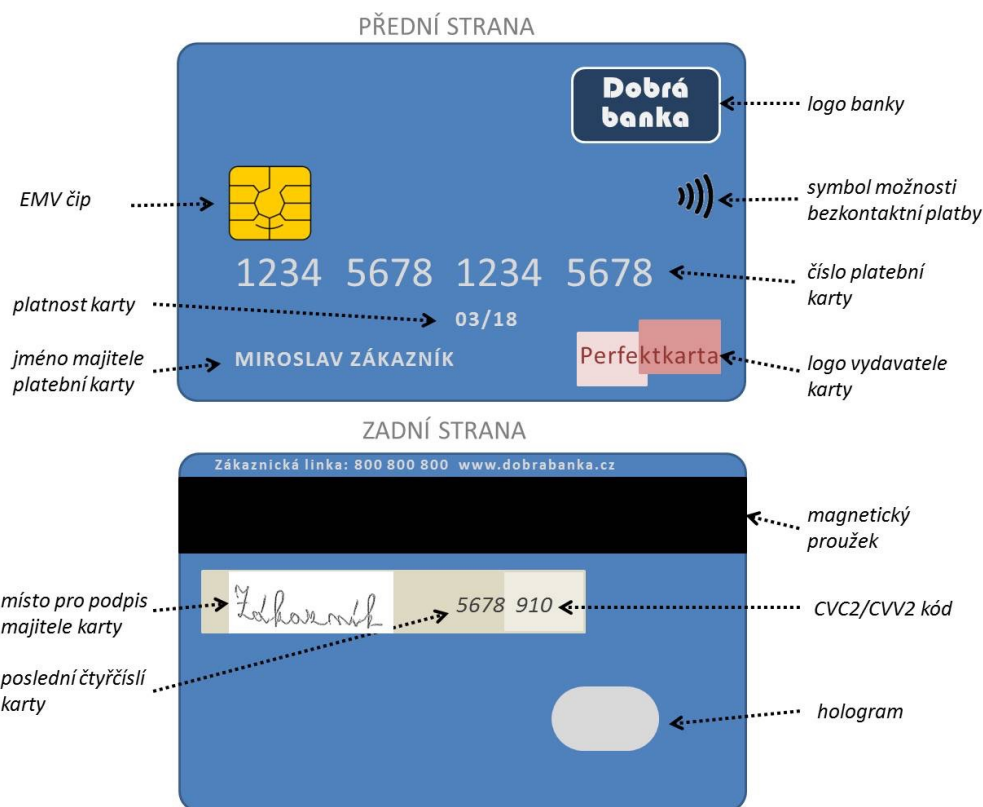 PŘEDNÍ STRANA
Dobrá
banka
logo banky
EMV čip
symbol možnosti
bezkontaktní platby
1234 5678 1234 5678
číslo platební
karty
platnost karty
03/18
jméno majitele
platební karty
MIROSLAV ZÁKAZNÍK
Perfektkarta
logo vydavatele
karty
ZADNÍ STRANA
Zákaznická linka: 800 800 800 www.dobrabanka.cz
magnetický
proužek
místo pro podpis
majitele karty
Zákazník
5678 910
CVC2/CVV2 kód
poslední čtyřčíslí
karty
hologram